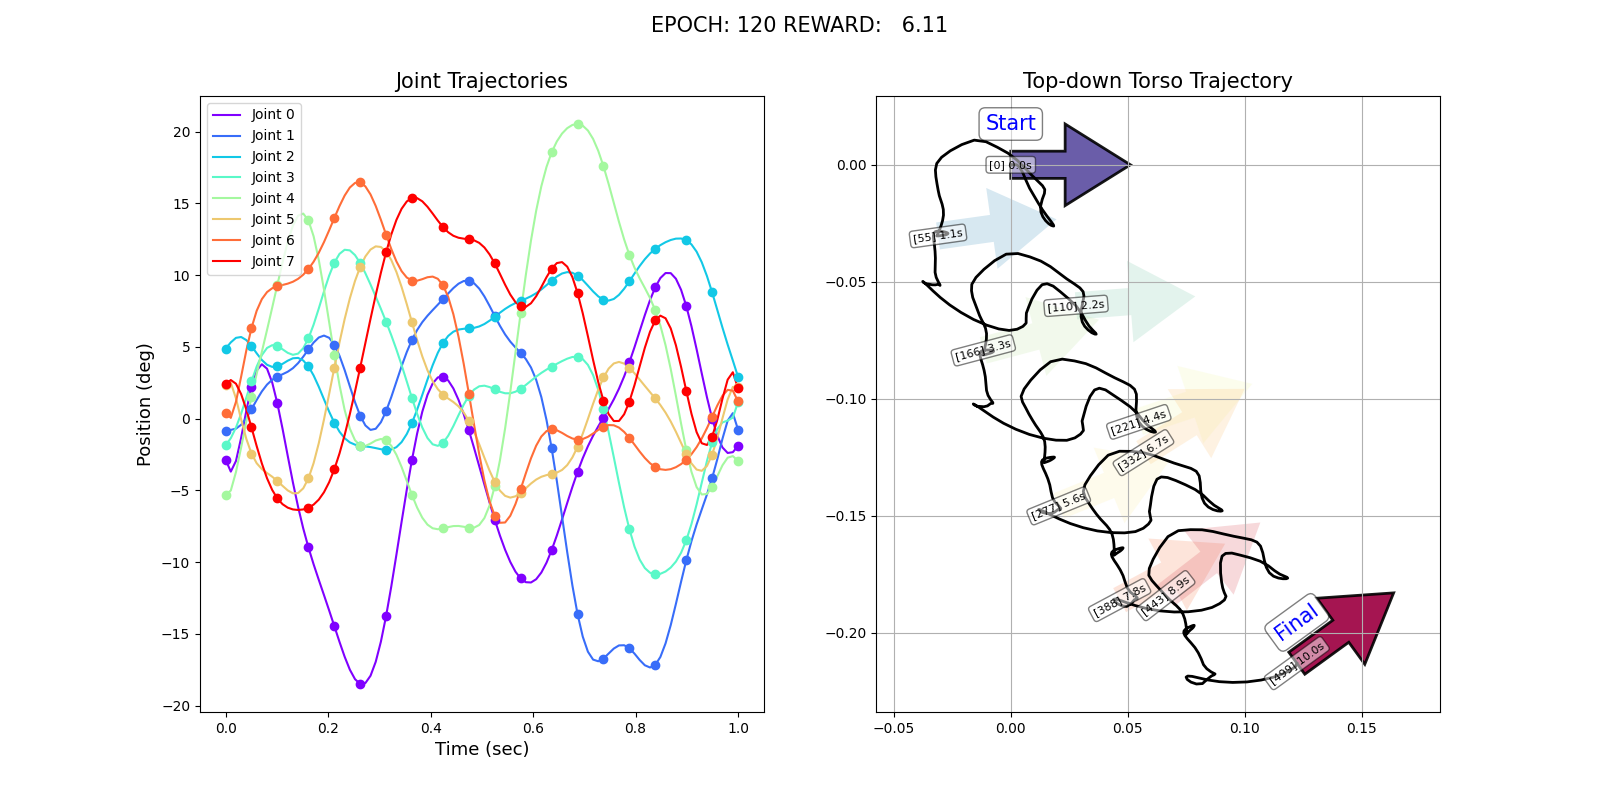 EPOCH: 120 REWARD:   6.11
Joint Trajectories
Joint 0
Joint 1
Joint 2
Joint 3
Joint 4
Joint 5
Joint 6
Joint 7
20
15
10
5
0
−5
−10
−15
−20
Position (deg)
0.0
0.2
0.4
0.6
0.8
1.0
Time (sec)
Top-down Torso Trajectory
Start
[0] 0.0s
[55] 1.1s
[110] 2.2s
[166] 3.3s
[221] 4.4s
[332] 6.7s
[277] 5.6s
[388] 7.8s
[443] 8.9s
Final
[499] 10.0s
0.00
−0.05
−0.10
−0.15
−0.20
−0.05
0.00
0.05
0.10
0.15